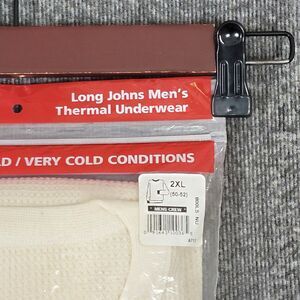 Long Johns Men's
Thermal Underwear
D / VERY COLD CONDITIONS
2XL
(50-52)
MENS CREW